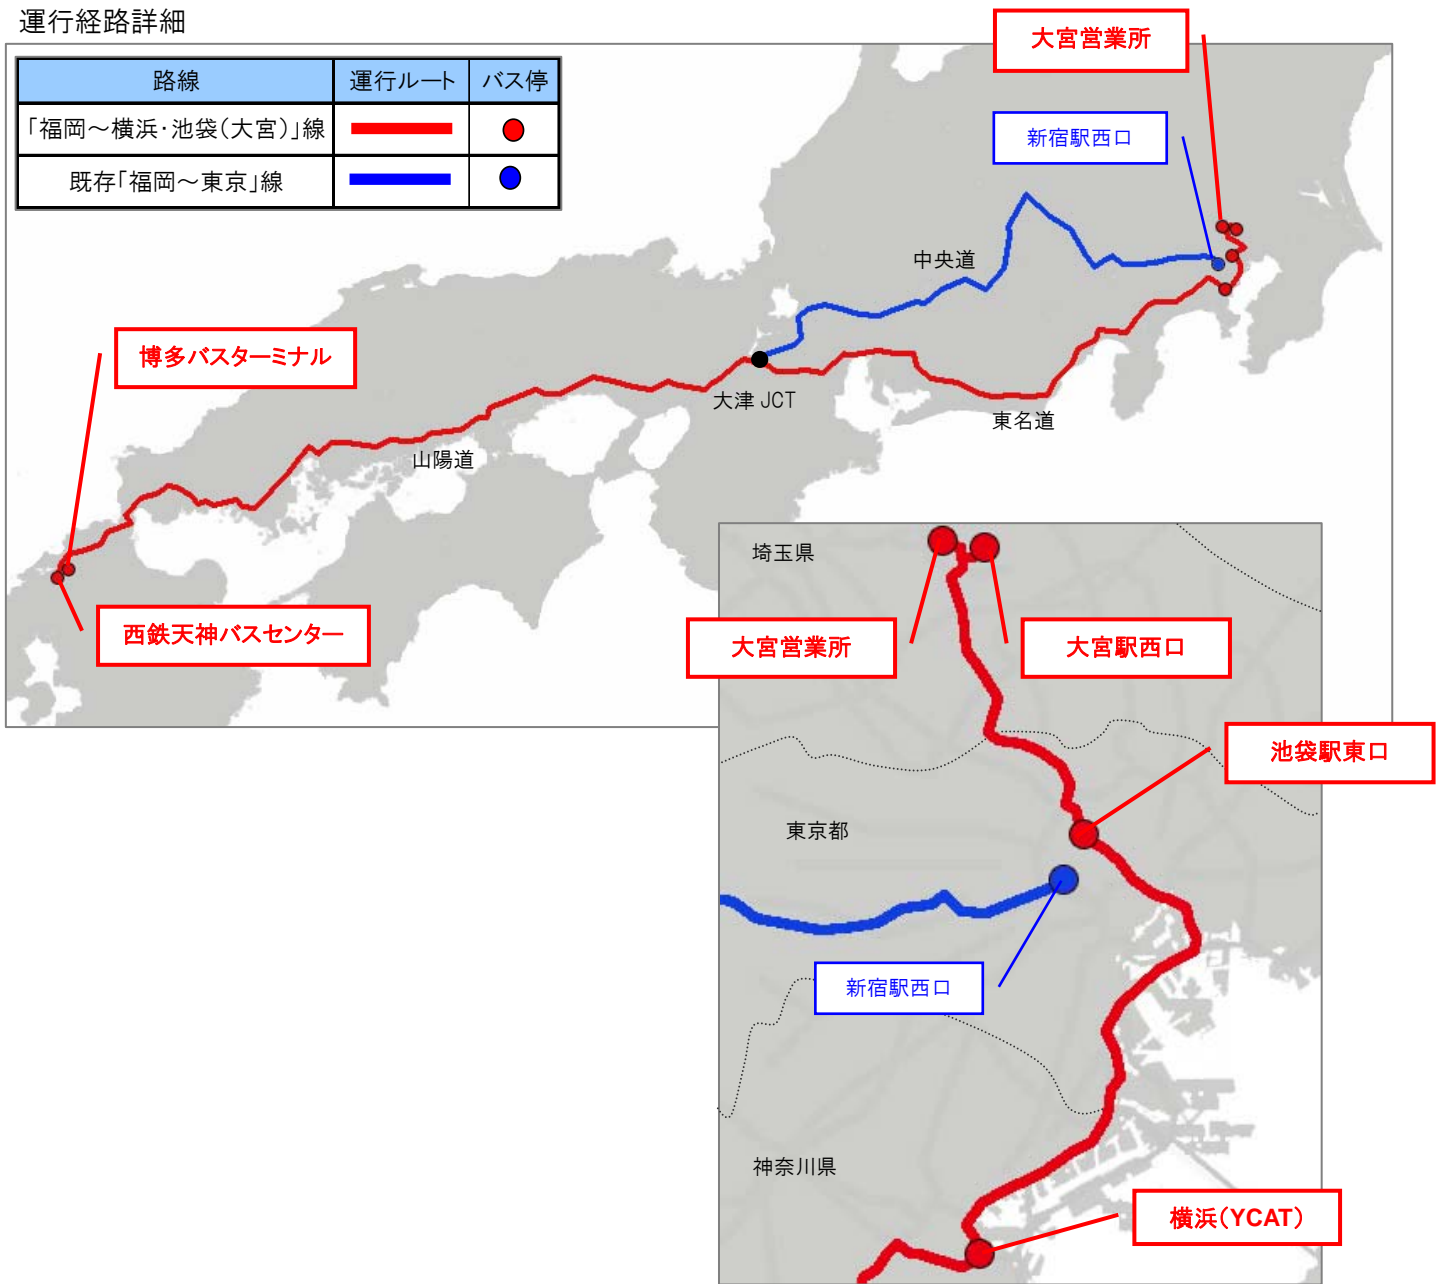 運行経路詳細
大宮営業所
路線 運行ルート バス停
「福岡～横浜・池袋(大宮)」線
既存「福岡～東京」線
新宿駅西口
中央道
博多バスターミナル
大津 JCT
東名道
山陽道
西鉄天神バスセンター
埼玉県
大宮営業所
大宮駅西口
池袋駅東口
東京都
新宿駅西口
神奈川県
横浜(YCAT)